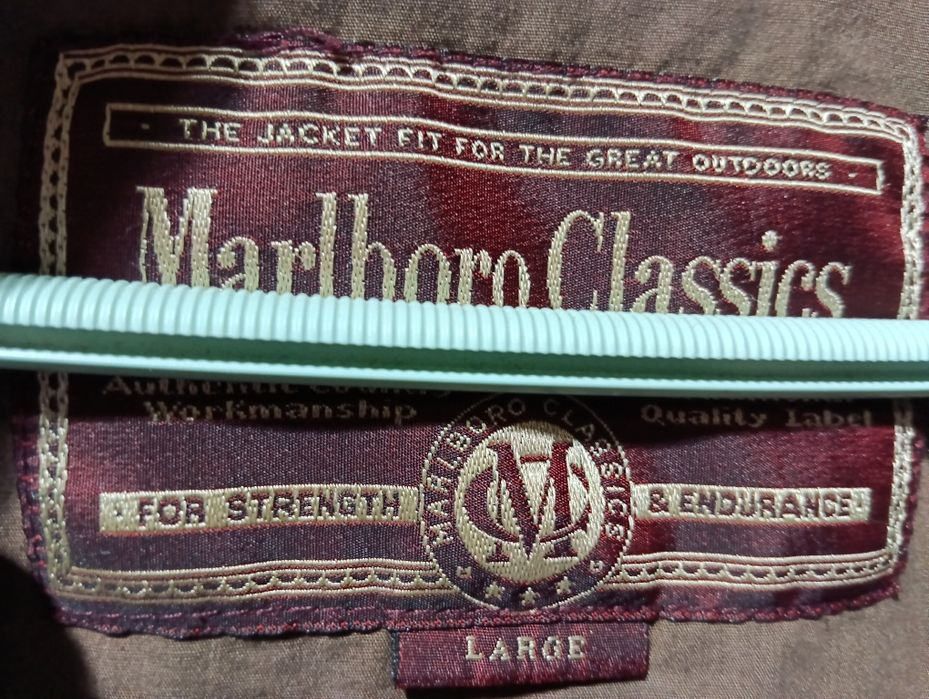 · THE JACKET FIT FOR THE GREAT OUTDOORS ·
Marlboro Classics
Authentic
Workmanship
Quality Label
MARLBORO CLASSICS
MC
· FOR STRENGTH & ENDURANCE ·
LARGE